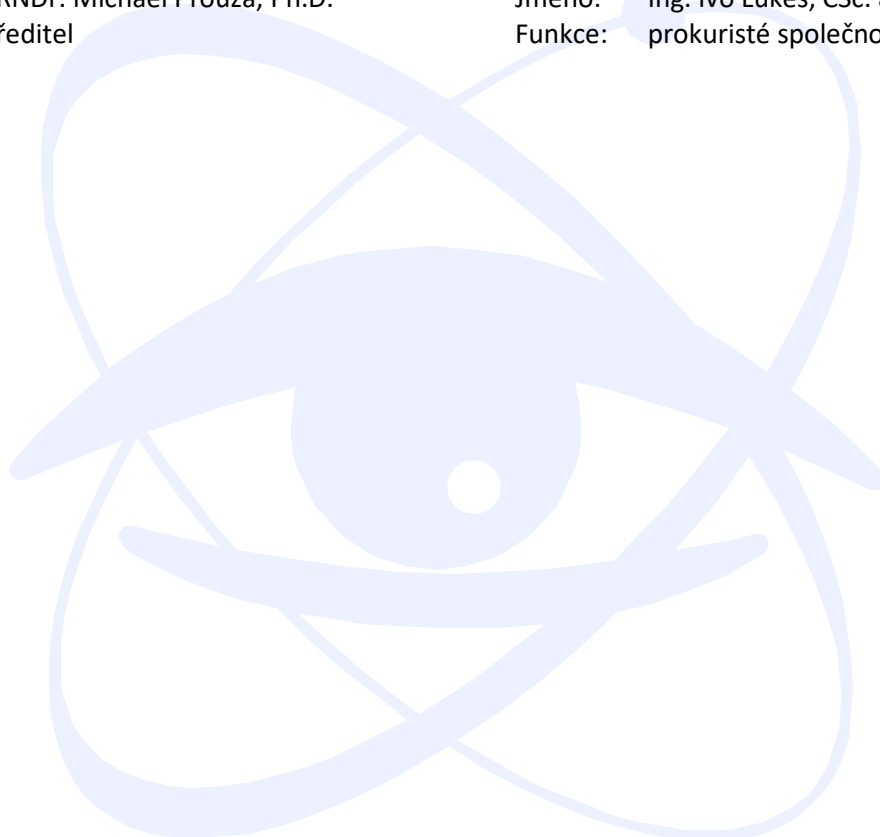 RNDr. Michael Prouza, Ph.D. Jméno: Ing. Ivo Lukeš, CSc.
ředitel Funkce: prokuristé společno